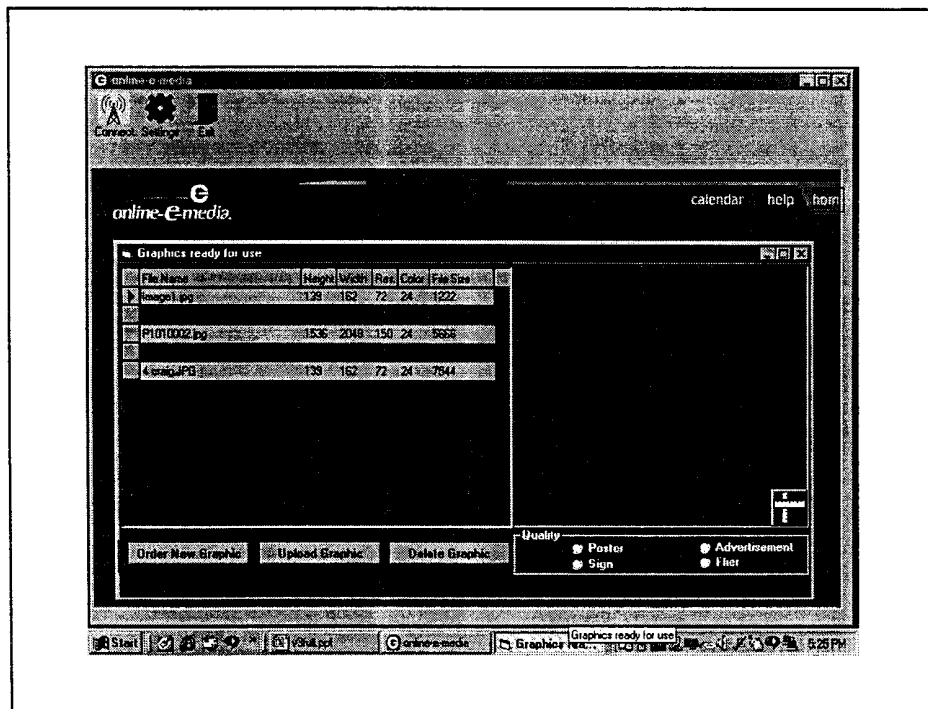 online-e-media
Connect Settings Exit
online-e-media.
calendar help hom
Graphics ready for use
File Name Height Width Res Color File Size
image1.jpg 139 162 72 24 1222
P1010002.jpg 1536 2048 150 24 5656
139 162 72 24 7844
Order New Graphic Upload Graphic Delete Graphic
Quality
Poster Advertisement
Sign Flier
Graphics ready for use
Start online-e-media Graphics 5:25 PM